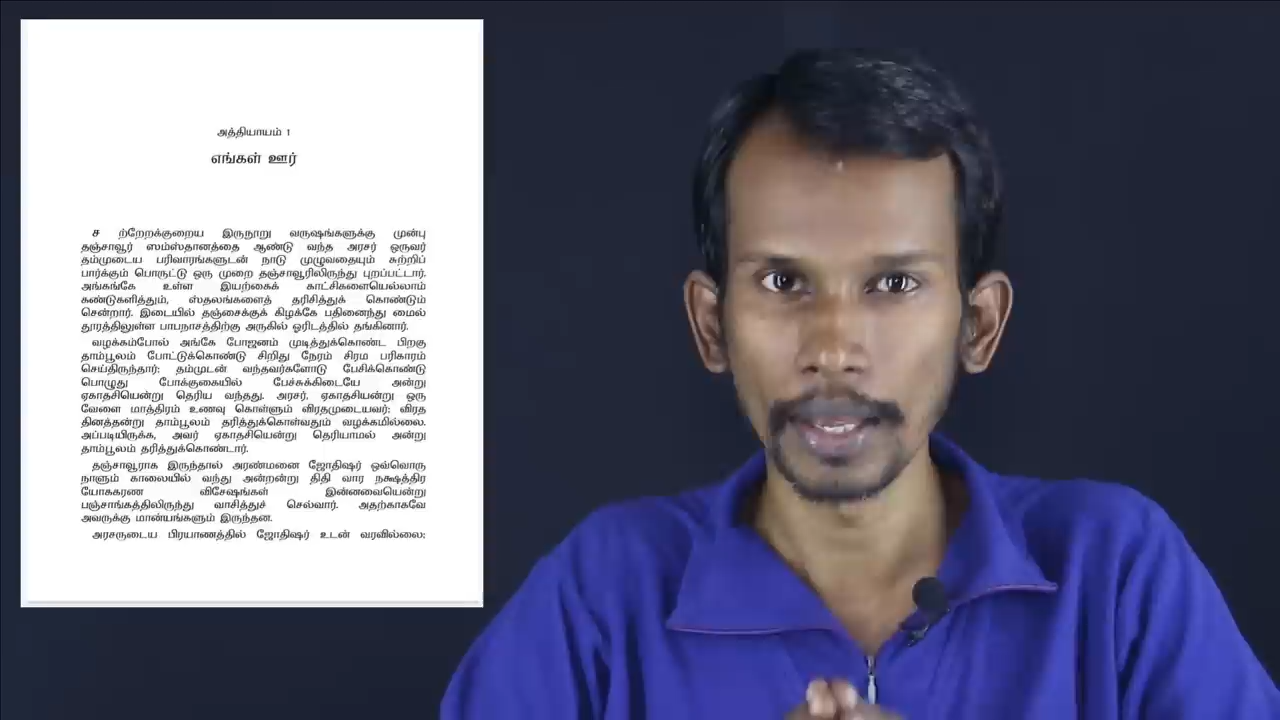 அத்தியாயம் 1
எங்கள் ஊர்
ச ற்றேறக்குறைய இருநூறு வருஷங்களுக்கு முன்பு
தஞ்சாவூர் ஸம்ஸ்தானத்தை ஆண்டு வந்த அரசர் ஒருவர்
தம்முடைய பரிவாரங்களுடன் நாடு முழுவதையும் சுற்றிப்
பார்க்கும் பொருட்டு ஒரு முறை தஞ்சாவூரிலிருந்து புறப்பட்டார்.
அங்கங்கே உள்ள இயற்கைக் காட்சிகளையெல்லாம்
கண்டுகளித்தும், ஸ்தலங்களைத் தரிசித்துக் கொண்டும்
சென்றார். இடையில் தஞ்சைக்குக் கிழக்கே பதினைந்து மைல்
தூரத்திலுள்ள பாபநாசத்திற்கு அருகில் ஓரிடத்தில் தங்கினார்.
வழக்கம்போல் அங்கே போஜனம் முடித்துக்கொண்ட பிறகு
தாம்பூலம் போட்டுக்கொண்டு சிறிது நேரம் சிரம பரிகாரம்
செய்திருந்தார்; தம்முடன் வந்தவர்களோடு பேசிக்கொண்டு
பொழுது போக்குகையில் பேச்சுக்கிடையே அன்று
ஏகாதசியென்று தெரிய வந்தது. அரசர், ஏகாதசியன்று ஒரு
வேளை மாத்திரம் உணவு கொள்ளும் விரதமுடையவர்; விரத
தினத்தன்று தாம்பூலம் தரித்துக்கொள்வதும் வழக்கமில்லை.
அப்படியிருக்க, அவர் ஏகாதசியென்று தெரியாமல் அன்று
தாம்பூலம் தரித்துக்கொண்டார்.
தஞ்சாவூராக இருந்தால் அரண்மனை ஜோதிஷர் ஒவ்வொரு
நாளும் காலையில் வந்து அன்றன்று திதி வார நக்ஷத்திர
யோககரண விசேஷங்கள் இன்னவையென்று
பஞ்சாங்கத்திலிருந்து வாசித்துச் செல்வார். அதற்காகவே
அவருக்கு மான்யங்களும் இருந்தன.
அரசருடைய பிரயாணத்தில் ஜோதிஷர் உடன் வரவில்லை;